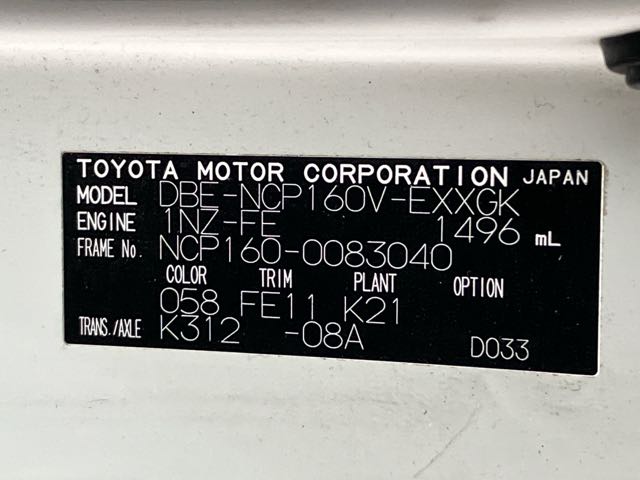 TOYOTA MOTOR CORPORATION JAPAN
MODEL DBE-NCP160V-EXXGK
ENGINE 1NZ-FE 1496 mL
FRAME No. NCP160-0083040
COLOR TRIM PLANT OPTION
058 FE11 K21
TRANS./AXLE K312 -08A D033